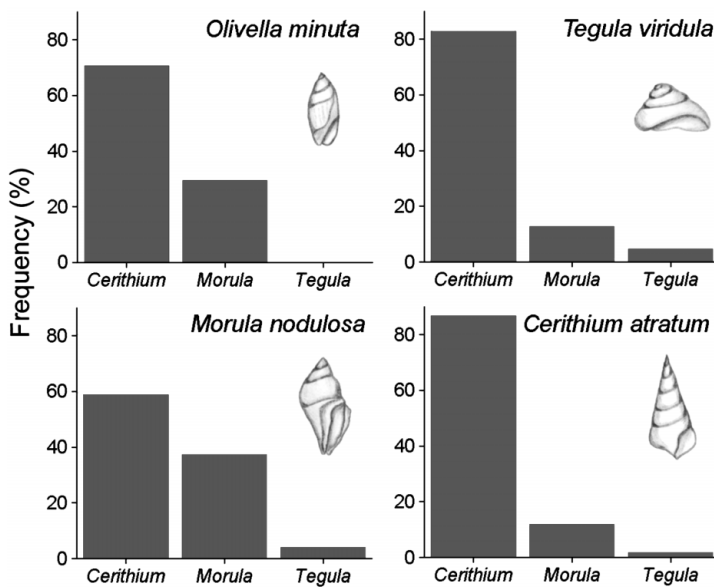 Frequency (%)
Olivella minuta
80
60
40
20
0
Cerithium Morula Tegula
Tegula viridula
80
60
40
20
0
Cerithium Morula Tegula
Morula nodulosa
80
60
40
20
0
Cerithium Morula Tegula
Cerithium atratum
80
60
40
20
0
Cerithium Morula Tegula